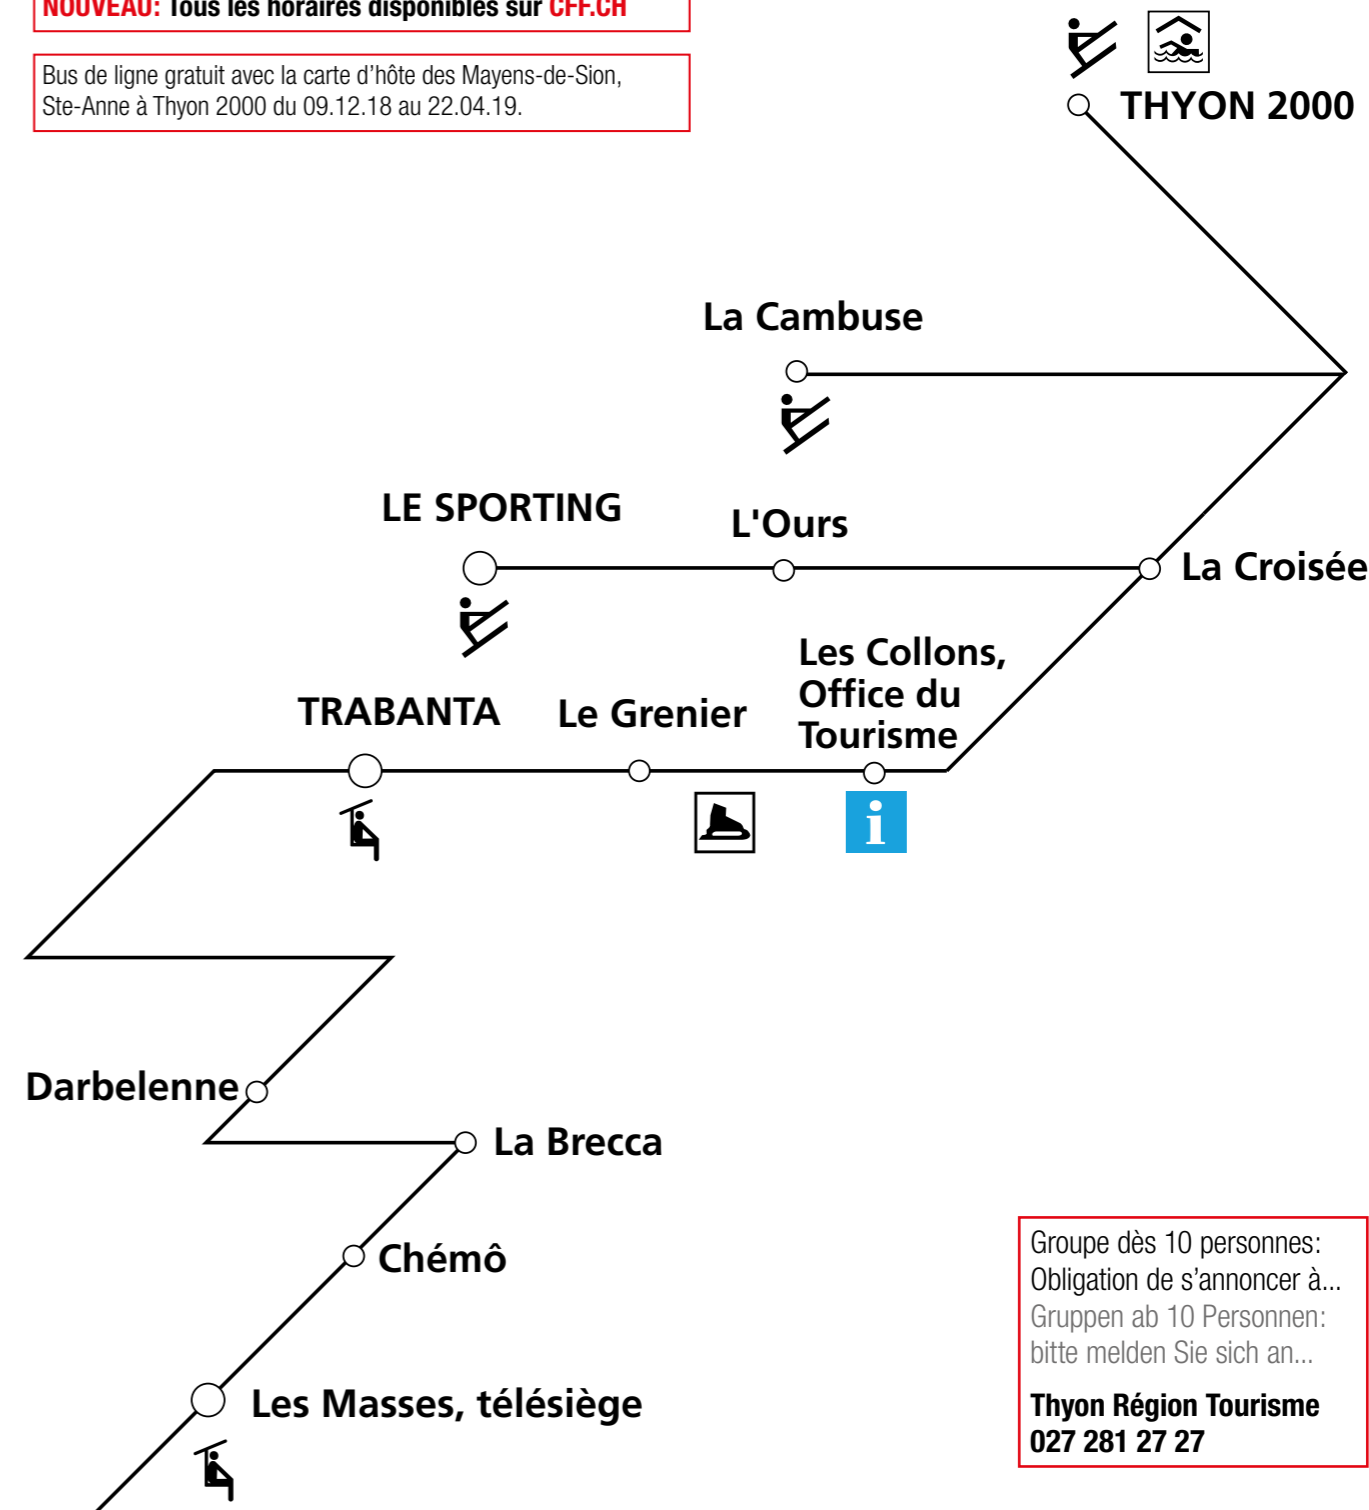 NOUVEAU: Tous les horaires disponibles sur CFF.CH
Bus de ligne gratuit avec la carte d’hôte des Mayens-de-Sion,
Ste-Anne à Thyon 2000 du 09.12.18 au 22.04.19.
THYON 2000
La Cambuse
LE SPORTING
L'Ours
La Croisée
Les Collons,
Office du
Tourisme
TRABANTA
Le Grenier
i
Darbelenne
La Brecca
Chémô
Les Masses, télésiège
Groupe dès 10 personnes:
Obligation de s’annoncer à...
Gruppen ab 10 Personnen:
bitte melden Sie sich an...
Thyon Région Tourisme
027 281 27 27